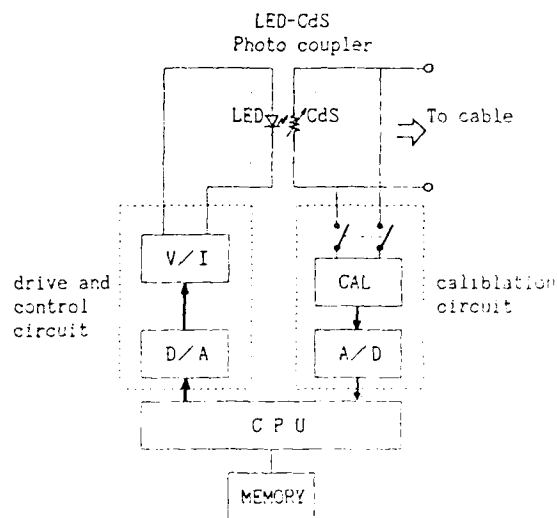 LED-CdS
Photo coupler
LED
CdS
To cable
V/I
drive and
control
circuit
D/A
CAL
caliblation
circuit
A/D
CPU
MEMORY